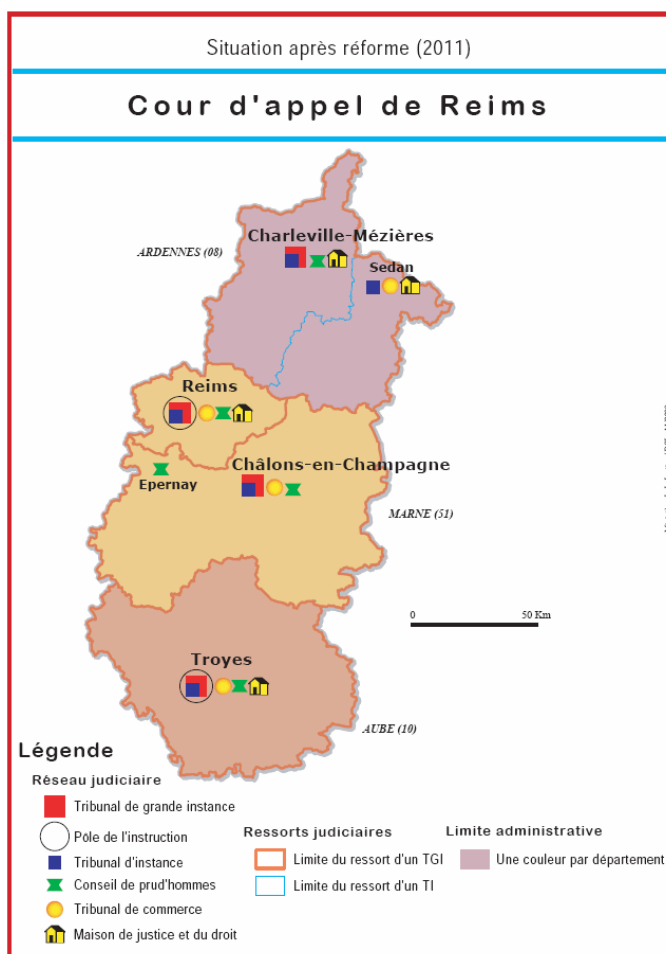 Situation après réforme (2011)
Cour d'appel de Reims
Charleville-Mézières
ARDENNES (08)
Sedan
Reims
Châlons-en-Champagne
Epernay
MARNE (51)
0 50 Km
Troyes
AUBE (10)
Légende
Réseau judiciaire
Tribunal de grande instance
Pôle de l'instruction
Tribunal d'instance
Conseil de prud'hommes
Tribunal de commerce
Maison de justice et du droit
Ressorts judiciaires
Limite du ressort d'un TGI
Limite du ressort d'un TI
Limite administrative
Une couleur par département